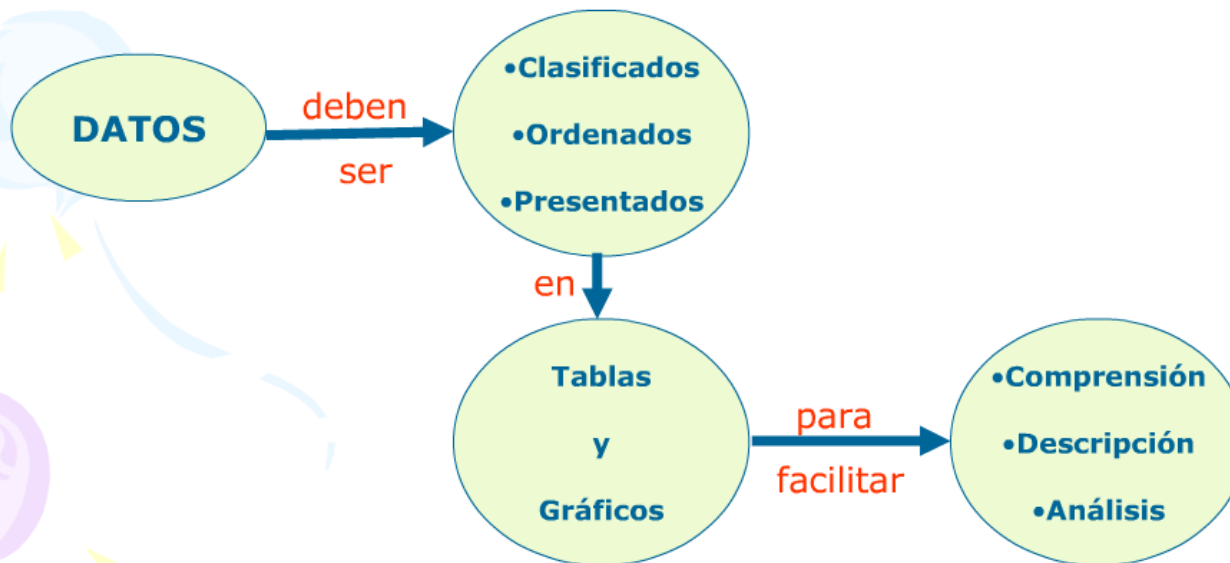 DATOS
deben
ser
•Clasificados
•Ordenados
•Presentados
en
Tablas
y
Gráficos
para
facilitar
•Comprensión
•Descripción
•Análisis